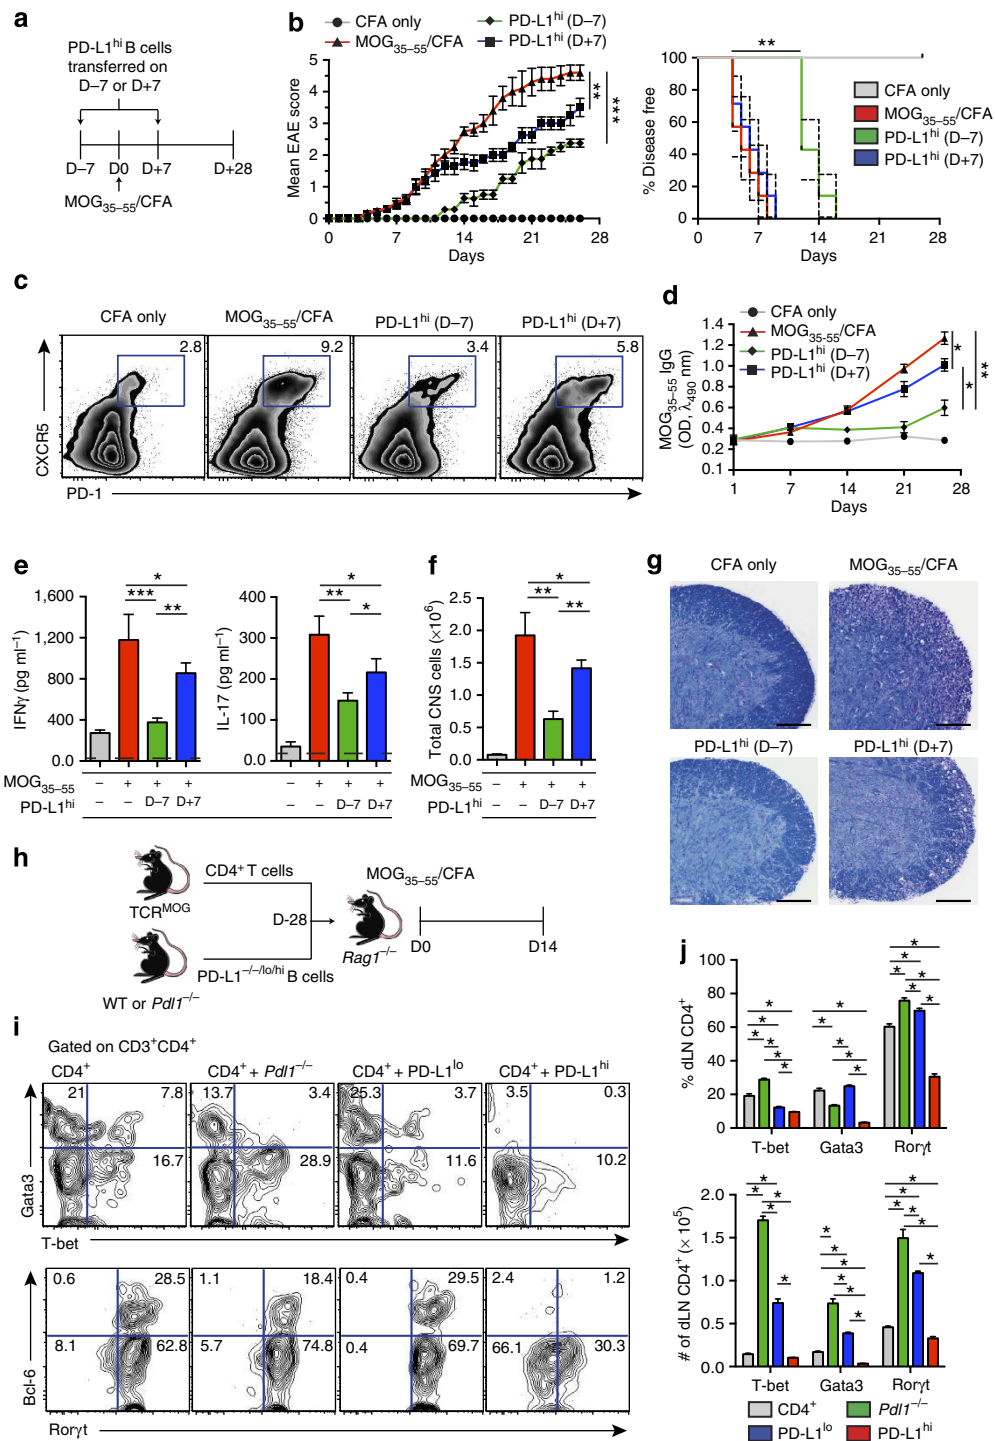 a
PD-L1hi B cells
transferred on
D–7 or D+7
D–7 D0 D+7 D+28
MOG35–55/CFA
b
CFA only
MOG35–55/CFA
PD-L1hi (D–7)
PD-L1hi (D+7)
Mean EAE score
5
4
3
2
1
0
0 7 14 21 28
Days
**
***
% Disease free
100
80
60
40
20
0
0 7 14 21 28
Days
**
CFA only
MOG35–55/CFA
PD-L1hi (D–7)
PD-L1hi (D+7)
c
CFA only MOG35–55/CFA PD-L1hi (D–7) PD-L1hi (D+7)
2.8 9.2 3.4 5.8
CXCR5
PD-1
d
CFA only
MOG35–55/CFA
PD-L1hi (D–7)
PD-L1hi (D+7)
MOG35–55 IgG
(OD, λ490 nm)
1.4
1.2
1.0
0.8
0.6
0.4
0.1
1 7 14 21 28
Days
*
*
**
e
IFNγ (pg ml–1)
1,600
1,200
800
400
0.0
*
***
**
IL-17 (pg ml–1)
400
300
200
100
0.0
*
**
*
MOG35–55 – + + + – + + +
PD-L1hi – – D–7 D+7 – – D–7 D+7
f
Total CNS cells (×106)
2.5
2.0
1.5
1.0
0.5
0.0
*
**
**
MOG35–55 – + + +
PD-L1hi – – D–7 D+7
g
CFA only MOG35–55/CFA
PD-L1hi (D–7) PD-L1hi (D+7)
h
CD4+ T cells
TCRMOG
D-28
PD-L1–/–/lo/hi B cells
WT or Pdl1–/–
MOG35–55/CFA
Rag1–/–
D0 D14
i
Gated on CD3+CD4+
CD4+ CD4+ + Pdl1–/– CD4+ + PD-L1lo CD4+ + PD-L1hi
21 7.8 13.7 3.4 25.3 3.7 3.5 0.3
16.7 28.9 11.6 10.2
Gata3
T-bet
0.6 28.5 1.1 18.4 0.4 29.5 2.4 1.2
8.1 62.8 5.7 74.8 0.4 69.7 66.1 30.3
Bcl-6
Rorγt
j
% dLN CD4+
100
80
60
40
20
0
* * * * * *
* * * *
* * * * *
T-bet Gata3 Rorγt
# of dLN CD4+ (× 105)
2.0
1.5
1.0
0.5
0.0
* * * *
* * * * * *
* * * * * *
T-bet Gata3 Rorγt
CD4+ Pdl1–/–
PD-L1lo PD-L1hi